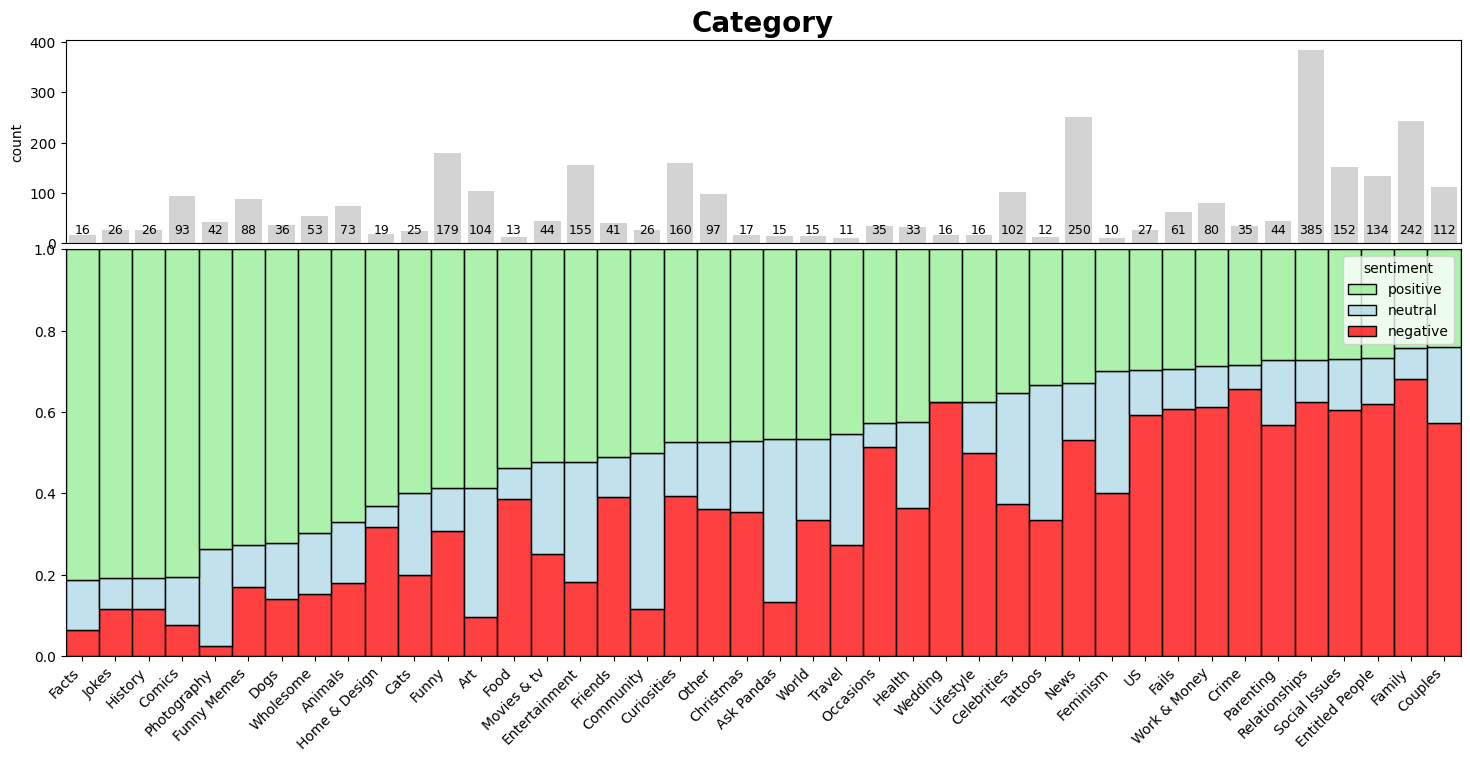 Category
400
300
200
100
0
count
16 26 26 93 42 88 36 53 73 19 25 179 104 13 44 155 41 26 160 97 17 15 15 11 35 33 16 16 102 12 250 10 27 61 80 35 44 385 152 134 242 112
1.0
0.8
0.6
0.4
0.2
0.0
sentiment
positive
neutral
negative
Facts
Jokes
History
Comics
Photography
Funny Memes
Dogs
Wholesome
Animals
Home & Design
Cats
Funny
Art
Food
Movies & tv
Entertainment
Friends
Community
Curiosities
Other
Christmas
Ask Pandas
World
Travel
Occasions
Health
Wedding
Lifestyle
Celebrities
Tattoos
News
Feminism
US
Fails
Work & Money
Crime
Parenting
Relationships
Social Issues
Entitled People
Family
Couples